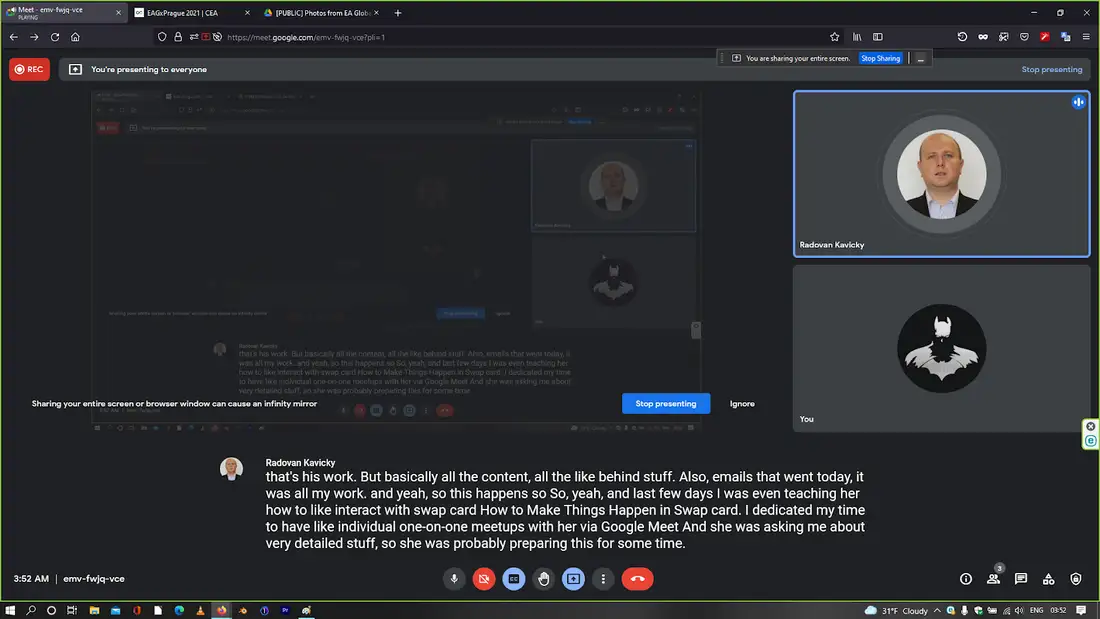 Meet - emv-fwjq-vce
PLAYING
EAGxPrague 2021 | CEA
[PUBLIC] Photos from EA Glob
https://meet.google.com/emv-fwjq-vce?pli=1
REC
You're presenting to everyone
You are sharing your entire screen.
Stop Sharing
Stop presenting
Radovan Kavicky
You
Sharing your entire screen or browser window can cause an infinity mirror
Stop presenting
Ignore
Radovan Kavicky
that's his work. But basically all the content, all the like behind stuff. Also, emails that went today, it
was all my work. and yeah, so this happens so So, yeah, and last few days I was even teaching her
how to like interact with swap card How to Make Things Happen in Swap card. I dedicated my time
to have like individual one-on-one meetups with her via Google Meet And she was asking me about
very detailed stuff, so she was probably preparing this for some time.
3:52 AM | emv-fwjq-vce
CC
3
31°F Cloudy
ENG
03:52